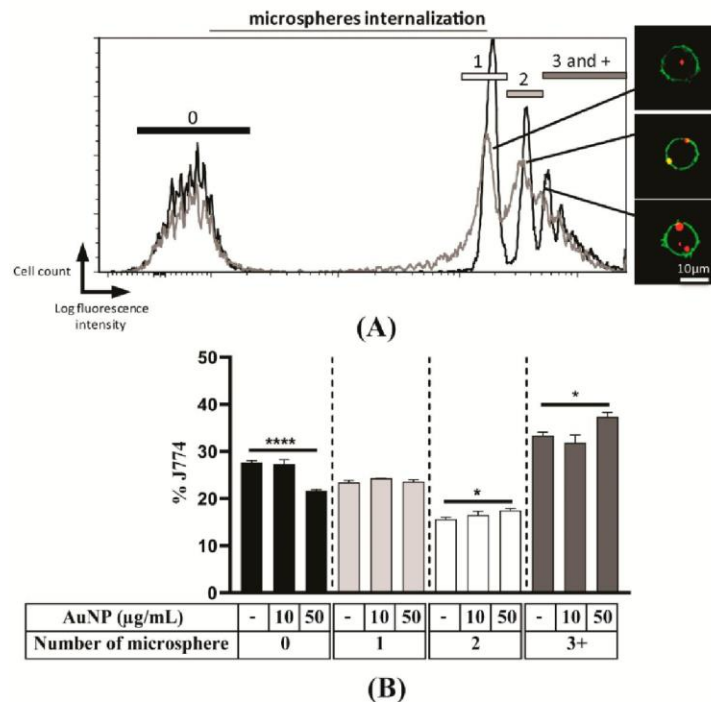 microspheres internalization
0
1
2
3 and +
Cell count
Log fluorescence
intensity
10µm
(A)
% J774
50
40
30
20
10
0
****
*
*
AuNP (µg/mL) - 10 50 - 10 50 - 10 50 - 10 50
Number of microsphere 0 1 2 3+
(B)